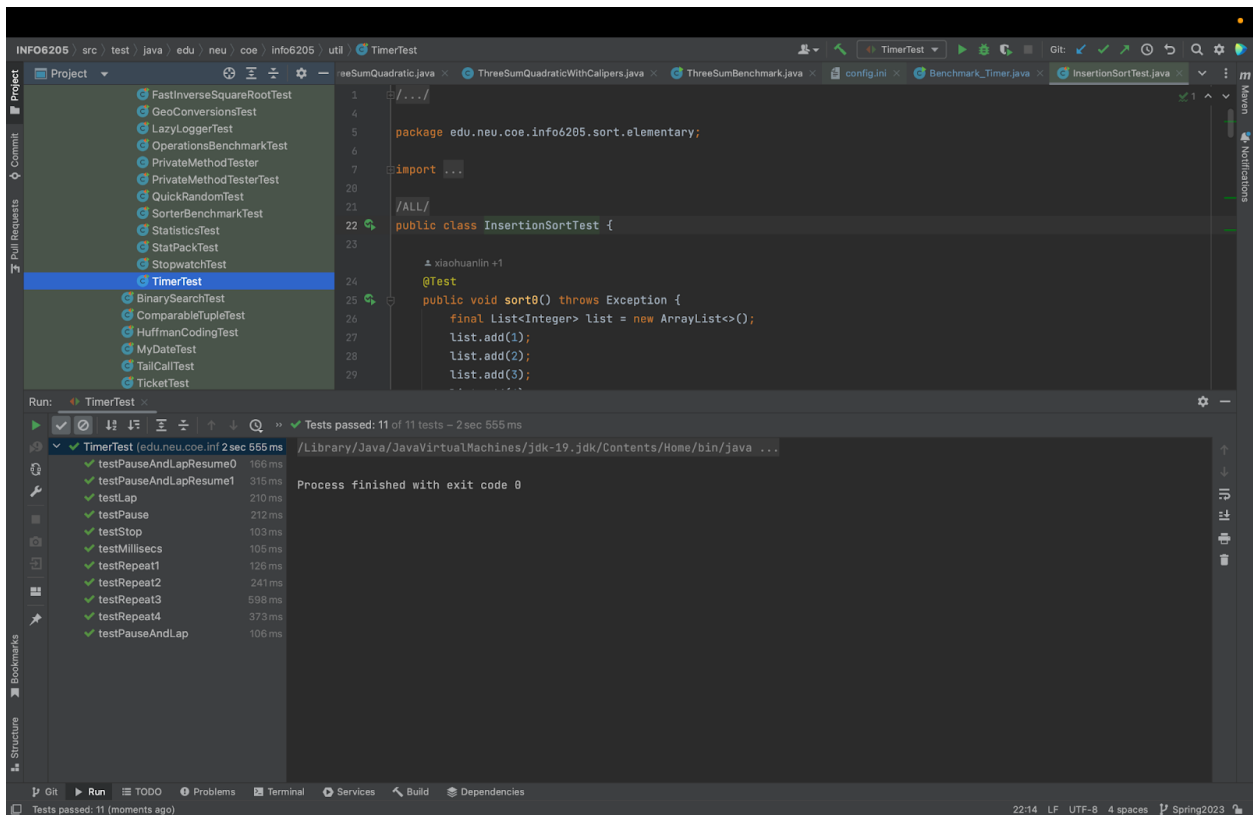 INFO6205 〉 src 〉 test 〉 java 〉 edu 〉 neu 〉 coe 〉 info6205 〉 util 〉 TimerTest
TimerTest
Git:
Project
reeSumQuadratic.java
ThreeSumQuadraticWithCalipers.java
ThreeSumBenchmark.java
config.ini
Benchmark_Timer.java
InsertionSortTest.java
Project
Commit
Pull Requests
Bookmarks
Structure
Maven
Notifications
FastInverseSquareRootTest
GeoConversionsTest
LazyLoggerTest
OperationsBenchmarkTest
PrivateMethodTester
PrivateMethodTesterTest
QuickRandomTest
SorterBenchmarkTest
StatisticsTest
StatPackTest
StopwatchTest
TimerTest
BinarySearchTest
ComparableTupleTest
HuffmanCodingTest
MyDateTest
TailCallTest
TicketTest
1 /.../
4
5 package edu.neu.coe.info6205.sort.elementary;
6
7 import ...
20
21 /ALL/
22 public class InsertionSortTest {
23
xiaohuanlin +1
24 @Test
25 public void sort0() throws Exception {
26 final List<Integer> list = new ArrayList<>();
27 list.add(1);
28 list.add(2);
29 list.add(3);
1
Run: TimerTest
Tests passed: 11 of 11 tests – 2 sec 555 ms
TimerTest (edu.neu.coe.inf 2 sec 555 ms
testPauseAndLapResume0 166 ms
testPauseAndLapResume1 315 ms
testLap 210 ms
testPause 212 ms
testStop 103 ms
testMillisecs 105 ms
testRepeat1 126 ms
testRepeat2 241 ms
testRepeat3 598 ms
testRepeat4 373 ms
testPauseAndLap 106 ms
/Library/Java/JavaVirtualMachines/jdk-19.jdk/Contents/Home/bin/java ...
Process finished with exit code 0
Git Run TODO Problems Terminal Services Build Dependencies
Tests passed: 11 (moments ago)
22:14 LF UTF-8 4 spaces Spring2023